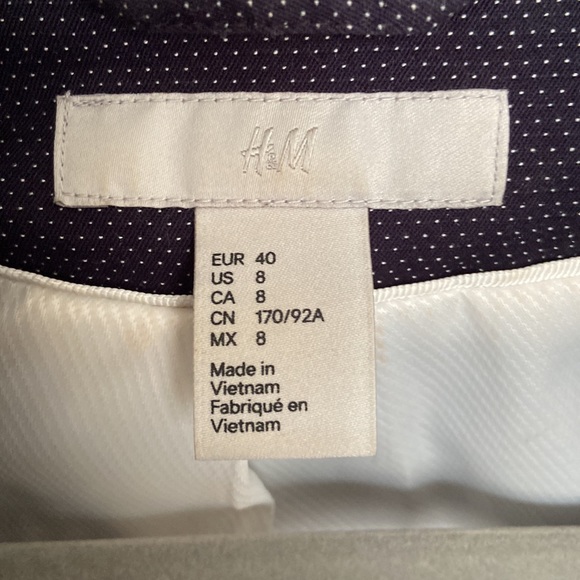 H&M
EUR 40
US 8
CA 8
CN 170/92A
MX 8
Made in
Vietnam
Fabriqué en
Vietnam